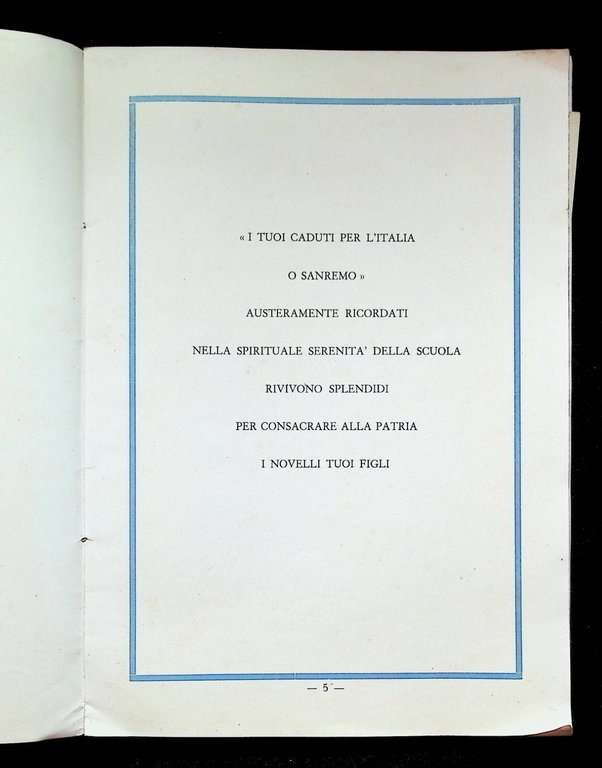 « I TUOI CADUTI PER L'ITALIA
O SANREMO »
AUSTERAMENTE RICORDATI
NELLA SPIRITUALE SERENITA' DELLA SCUOLA
RIVIVONO SPLENDIDI
PER CONSACRARE ALLA PATRIA
I NOVELLI TUOI FIGLI
— 5 —